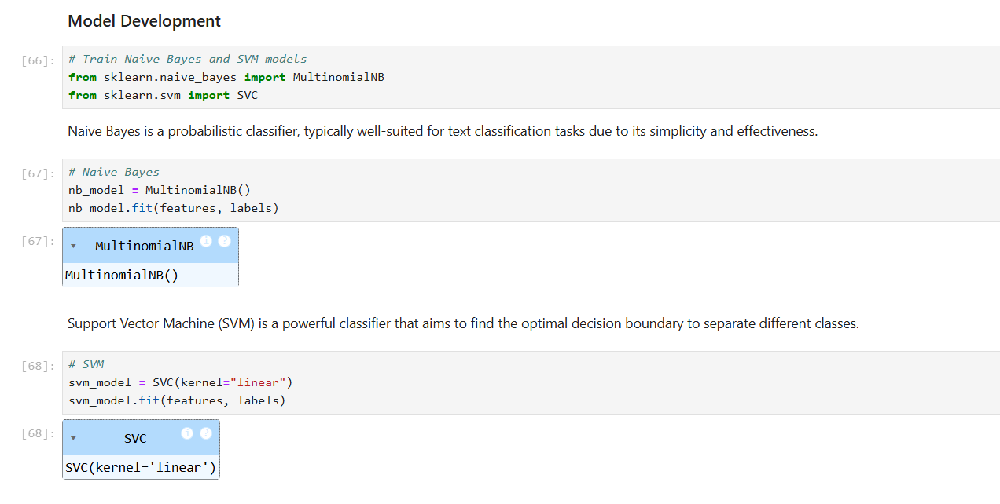 Model Development
[66]:
# Train Naive Bayes and SVM models
from sklearn.naive_bayes import MultinomialNB
from sklearn.svm import SVC
Naive Bayes is a probabilistic classifier, typically well-suited for text classification tasks due to its simplicity and effectiveness.
[67]:
# Naive Bayes
nb_model = MultinomialNB()
nb_model.fit(features, labels)
[67]:
▾ MultinomialNB i ?
MultinomialNB()
Support Vector Machine (SVM) is a powerful classifier that aims to find the optimal decision boundary to separate different classes.
[68]:
# SVM
svm_model = SVC(kernel="linear")
svm_model.fit(features, labels)
[68]:
▾ SVC i ?
SVC(kernel='linear')